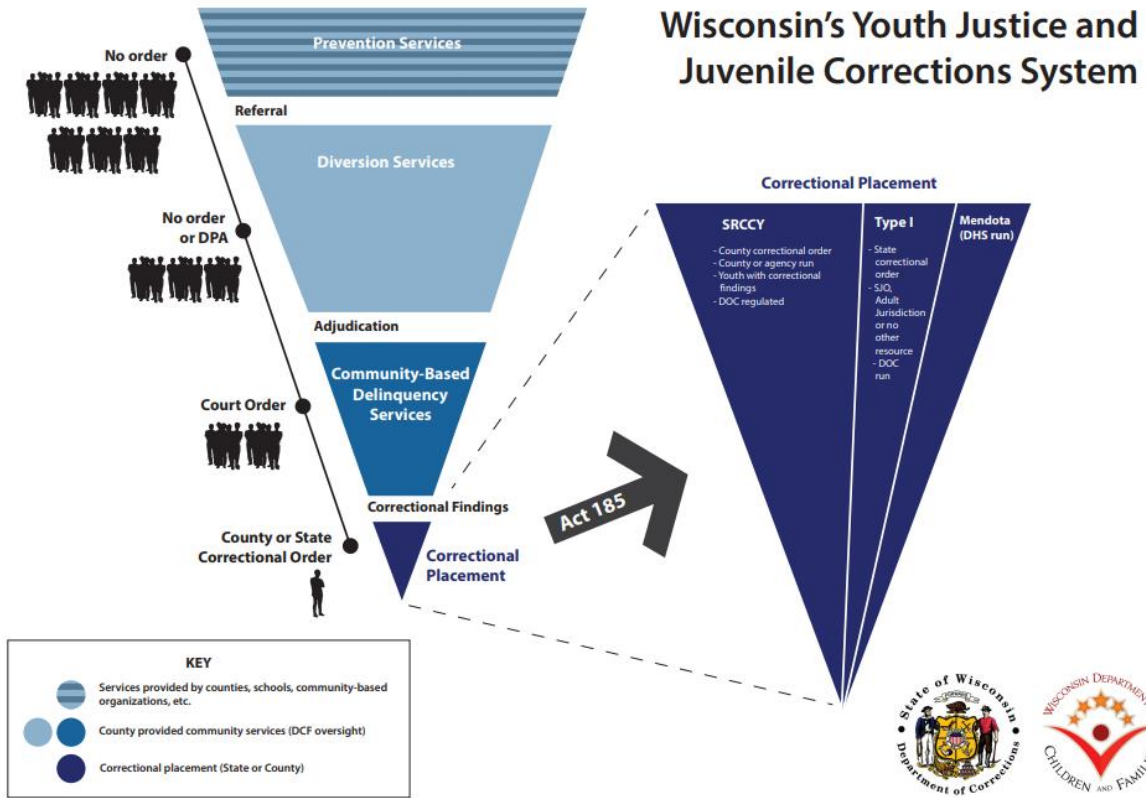 Wisconsin's Youth Justice and
Juvenile Corrections System
Prevention Services
No order
Referral
Diversion Services
No order
or DPA
Adjudication
Community-Based
Delinquency
Services
Court Order
Correctional Findings
County or State
Correctional Order
Correctional
Placement
Act 185
Correctional Placement
SRCCY
- County correctional order
- County or agency run
- Youth with correctional
findings
- DOC regulated
Type I
- State
correctional
order
- SJO,
Adult
Jurisdiction
or no
other
resource
- DOC
run
Mendota
(DHS run)
KEY
Services provided by counties, schools, community-based
organizations, etc.
County provided community services (DCF oversight)
Correctional placement (State or County)
State of Wisconsin
Department of Corrections
WISCONSIN DEPARTMENT
CHILDREN AND